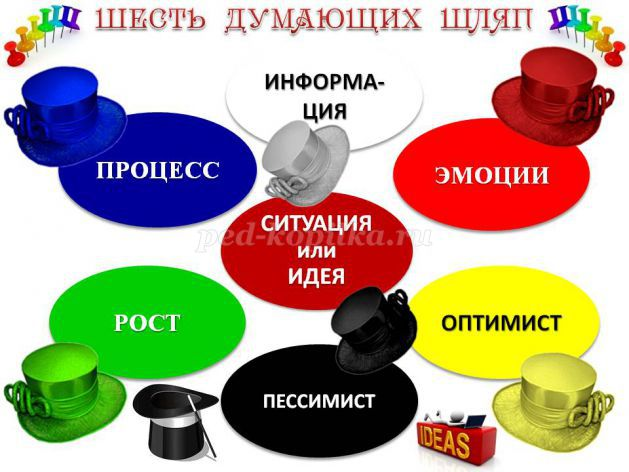 ШЕСТЬ ДУМАЮЩИХ ШЛЯП
ИНФОРМА-
ЦИЯ
ПРОЦЕСС
ЭМОЦИИ
СИТУАЦИЯ
или
ИДЕЯ
ped-kopilka.ru
РОСТ
ОПТИМИСТ
ПЕССИМИСТ
IDEAS